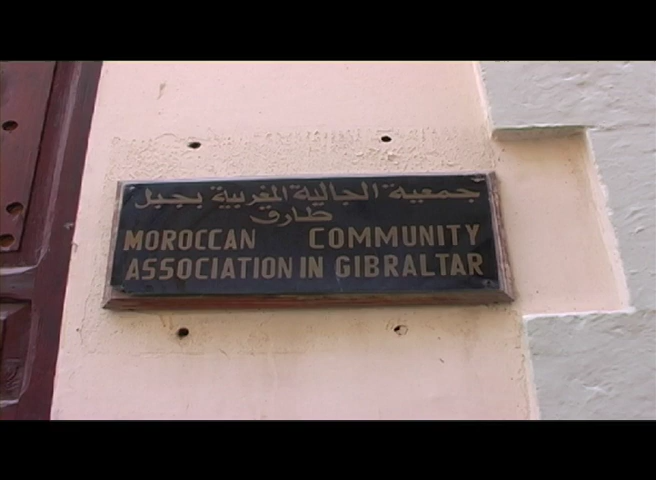 جمعية الجالية المغربية بجبل
طارق
MOROCCAN COMMUNITY
ASSOCIATION IN GIBRALTAR